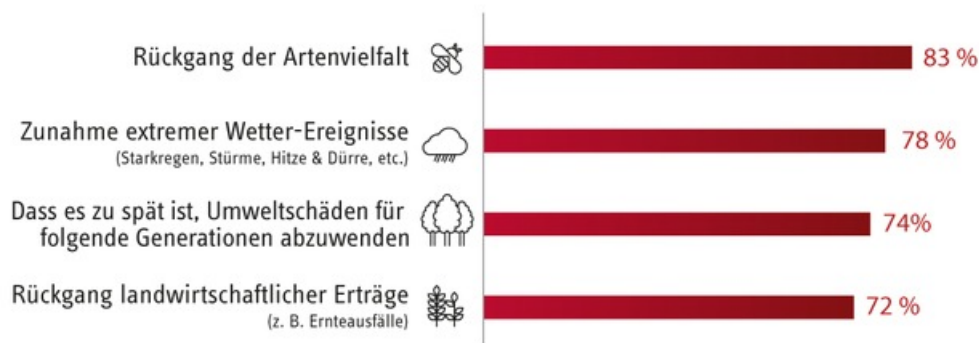 Rückgang der Artenvielfalt
83 %
Zunahme extremer Wetter-Ereignisse
(Starkregen, Stürme, Hitze & Dürre, etc.)
78 %
Dass es zu spät ist, Umweltschäden für
folgende Generationen abzuwenden
74%
Rückgang landwirtschaftlicher Erträge
(z. B. Ernteausfälle)
72 %